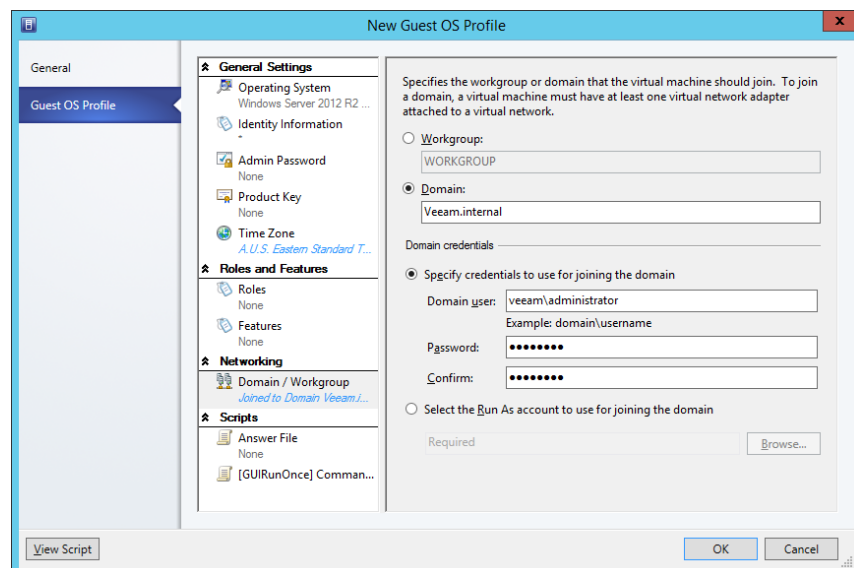 New Guest OS Profile
x
General
Guest OS Profile
General Settings
Operating System
Windows Server 2012 R2 ...
Identity Information
*
Admin Password
None
Product Key
None
Time Zone
A.U.S. Eastern Standard T...
Roles and Features
Roles
None
Features
None
Networking
Domain / Workgroup
Joined to Domain Veeam.i...
Scripts
Answer File
None
[GUIRunOnce] Comman...
Specifies the workgroup or domain that the virtual machine should join. To join
a domain, a virtual machine must have at least one virtual network adapter
attached to a virtual network.
Workgroup:
WORKGROUP
Domain:
Veeam.internal
Domain credentials
Specify credentials to use for joining the domain
Domain user: veeam\administrator
Example: domain\username
Password: ●●●●●●●●
Confirm: ●●●●●●●●
Select the Run As account to use for joining the domain
Required Browse...
View Script OK Cancel